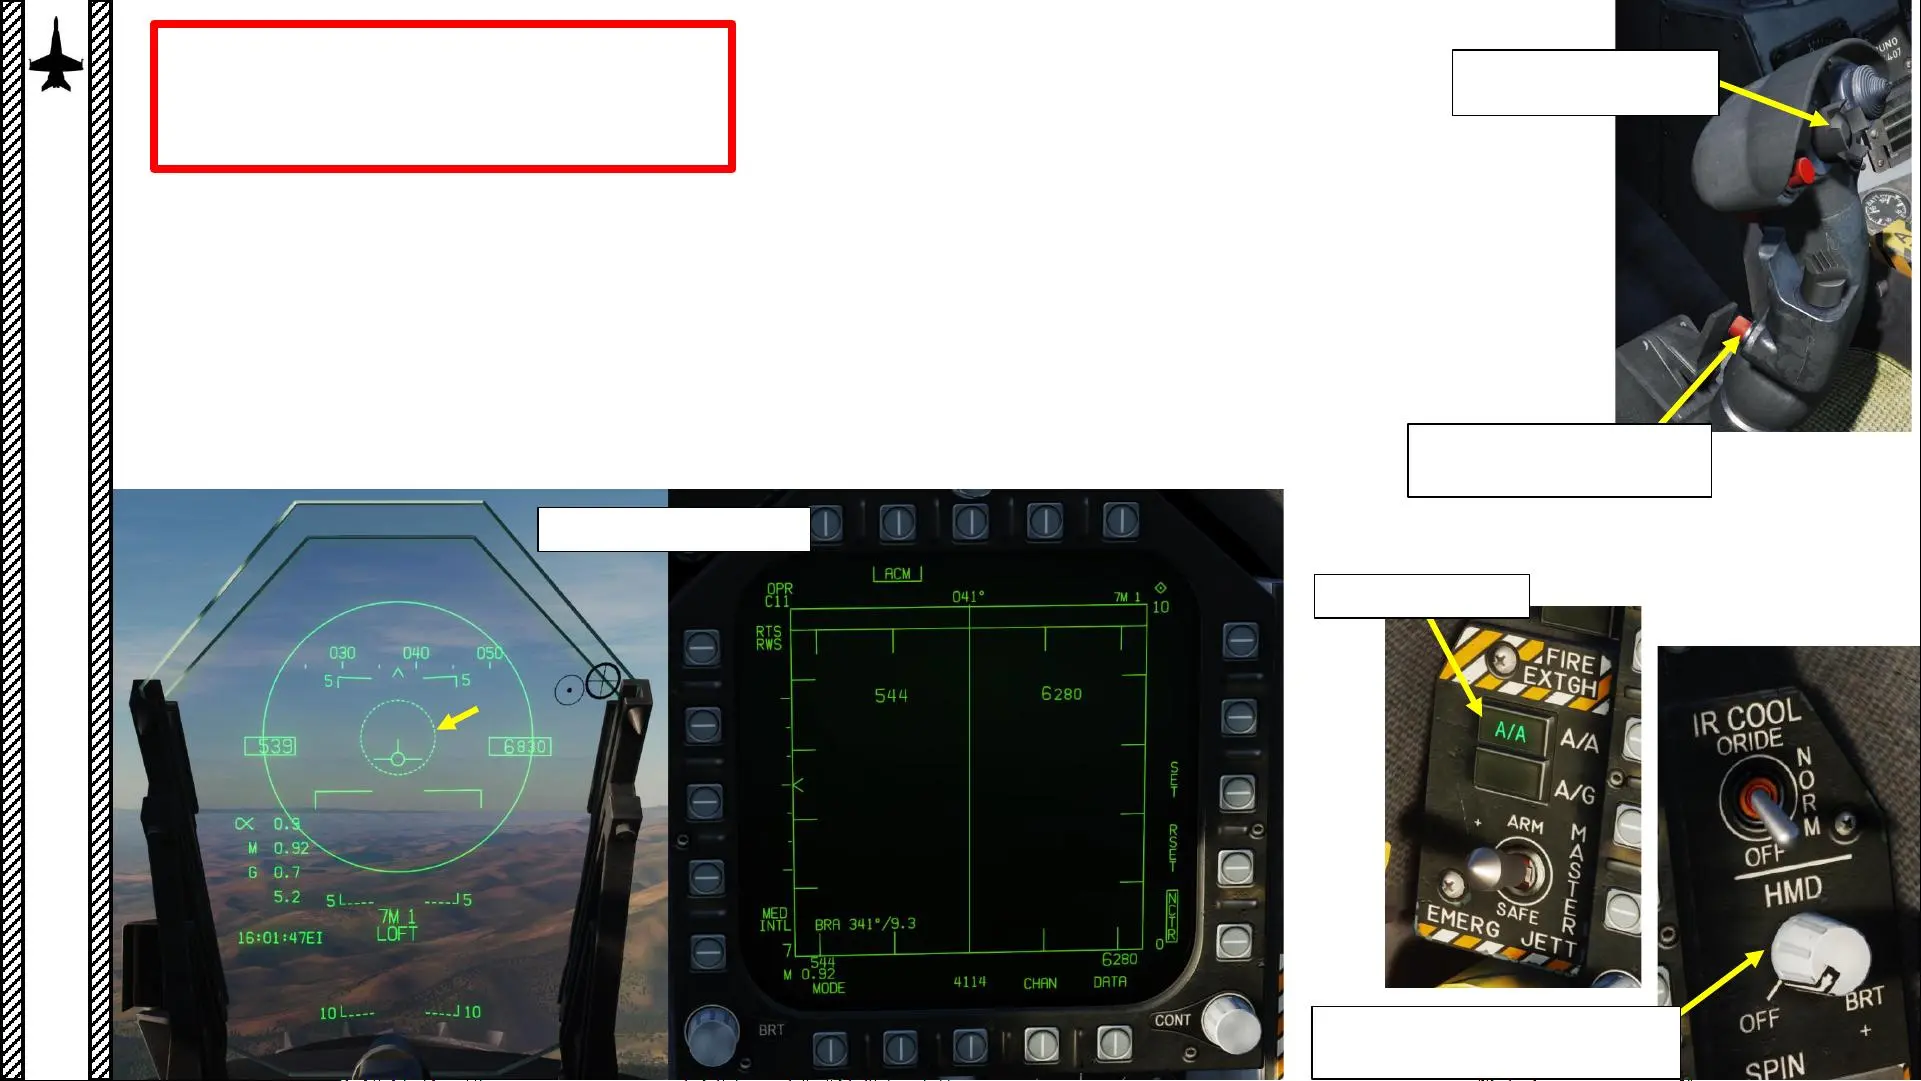 UNO
407
030 040 050
5 5
539
6830
∝ 0.9
M 0.92
G 0.7
5.2
5 5
7M 1
LOFT
16:01:47EI
10 10
ACM
OPR
C11
041°
7M 1
10
RTS
RWS
544
6280
SET
RSET
NCTR
MED
INTL
BRA 341°/9.3
7
0
544
6280
M 0.92
MODE
4114
CHAN
DATA
BRT
CONT
FIRE
EXTGH
A/A
A/A
A/G
+
ARM
MASTER
SAFE
EMERG JETT
IR COOL
ORIDE
NORM
OFF
HMD
OFF
BRT
+
SPIN